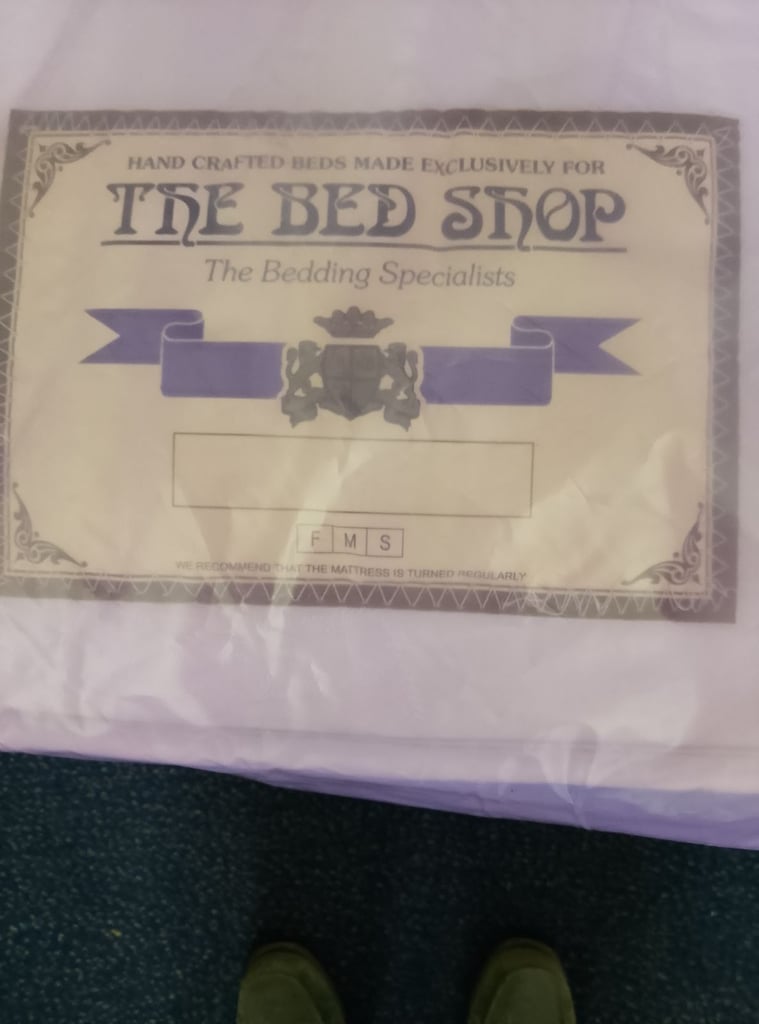 HAND CRAFTED BEDS MADE EXCLUSIVELY FOR
THE BED SHOP
The Bedding Specialists
F M S
WE RECOMMEND THAT THE MATTRESS IS TURNED REGULARLY